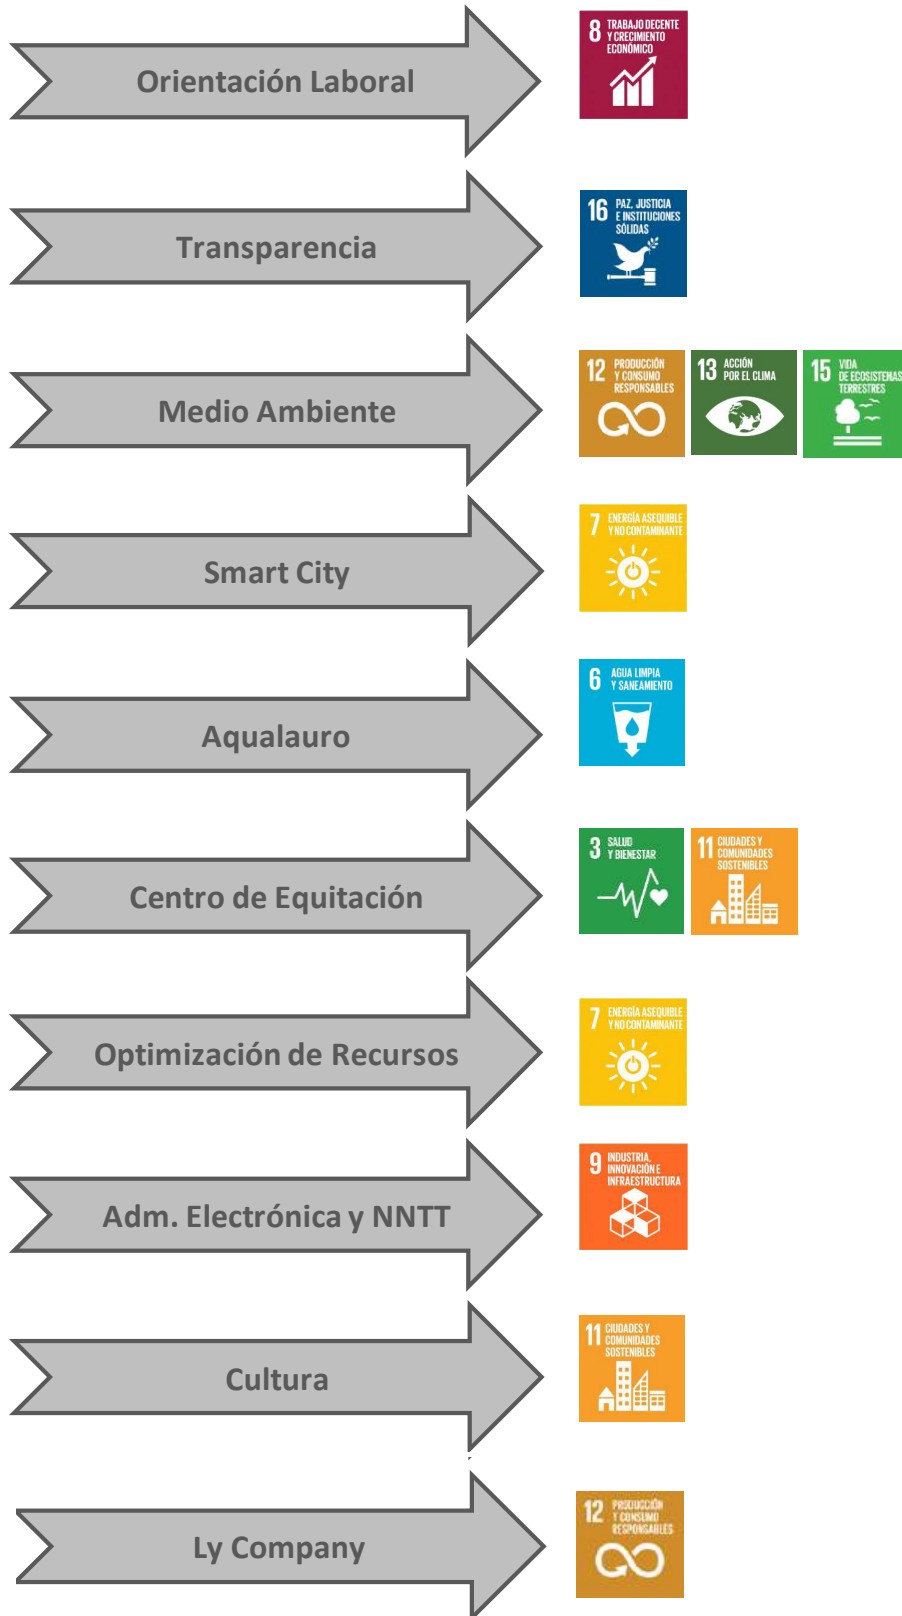 Orientación Laboral
8 TRABAJO DECENTE
Y CRECIMIENTO
ECONÓMICO
Transparencia
16 PAZ, JUSTICIA
E INSTITUCIONES
SÓLIDAS
Medio Ambiente
12 PRODUCCIÓN
Y CONSUMO
RESPONSABLES
13 ACCIÓN
POR EL CLIMA
15 VIDA
DE ECOSISTEMAS
TERRESTRES
Smart City
7 ENERGÍA ASEQUIBLE
Y NO CONTAMINANTE
Aqualauro
6 AGUA LIMPIA
Y SANEAMIENTO
Centro de Equitación
3 SALUD
Y BIENESTAR
11 CIUDADES Y
COMUNIDADES
SOSTENIBLES
Optimización de Recursos
7 ENERGÍA ASEQUIBLE
Y NO CONTAMINANTE
Adm. Electrónica y NNTT
9 INDUSTRIA,
INNOVACIÓN E
INFRAESTRUCTURA
Cultura
11 CIUDADES Y
COMUNIDADES
SOSTENIBLES
Ly Company
12 PRODUCCIÓN
Y CONSUMO
RESPONSABLES